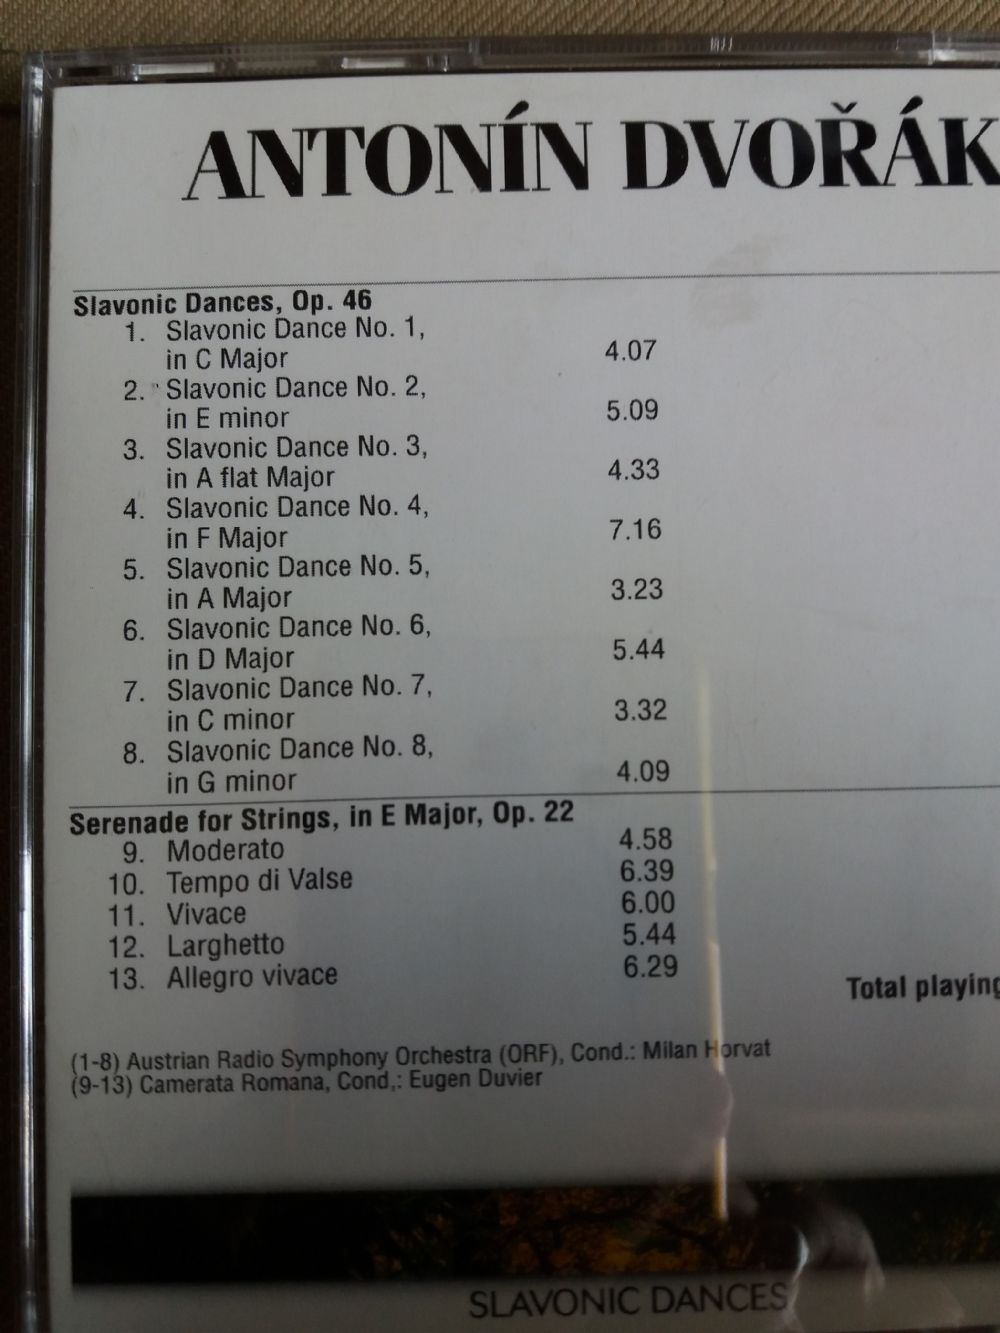 ANTONÍN DVOŘÁK
Slavonic Dances, Op. 46
1. Slavonic Dance No. 1,
in C Major 4.07
2. Slavonic Dance No. 2,
in E minor 5.09
3. Slavonic Dance No. 3,
in A flat Major 4.33
4. Slavonic Dance No. 4,
in F Major 7.16
5. Slavonic Dance No. 5,
in A Major 3.23
6. Slavonic Dance No. 6,
in D Major 5.44
7. Slavonic Dance No. 7,
in C minor 3.32
8. Slavonic Dance No. 8,
in G minor 4.09
Serenade for Strings, in E Major, Op. 22
9. Moderato 4.58
10. Tempo di Valse 6.39
11. Vivace 6.00
12. Larghetto 5.44
13. Allegro vivace 6.29
Total playing
(1-8) Austrian Radio Symphony Orchestra (ORF), Cond.: Milan Horvat
(9-13) Camerata Romana, Cond,: Eugen Duvier
SLAVONIC DANCES